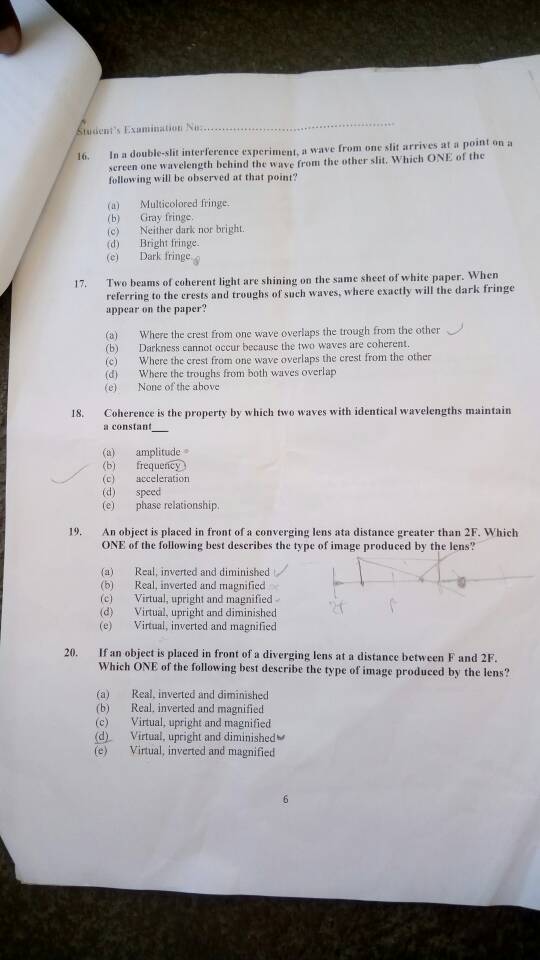 Student's Examination No:..................................................
16. In a double-slit interference experiment, a wave from one slit arrives at a point on a
screen one wavelength behind the wave from the other slit. Which ONE of the
following will be observed at that point?
(a) Multicolored fringe.
(b) Gray fringe.
(c) Neither dark nor bright.
(d) Bright fringe.
(e) Dark fringe.
17. Two beams of coherent light are shining on the same sheet of white paper. When
referring to the crests and troughs of such waves, where exactly will the dark fringe
appear on the paper?
(a) Where the crest from one wave overlaps the trough from the other
(b) Darkness cannot occur because the two waves are coherent.
(c) Where the crest from one wave overlaps the crest from the other
(d) Where the troughs from both waves overlap
(e) None of the above
18. Coherence is the property by which two waves with identical wavelengths maintain
a constant___
(a) amplitude
(b) frequency
(c) acceleration
(d) speed
(e) phase relationship.
19. An object is placed in front of a converging lens ata distance greater than 2F. Which
ONE of the following best describes the type of image produced by the lens?
(a) Real, inverted and diminished
(b) Real, inverted and magnified
(c) Virtual, upright and magnified
(d) Virtual, upright and diminished
(e) Virtual, inverted and magnified
2F F
20. If an object is placed in front of a diverging lens at a distance between F and 2F.
Which ONE of the following best describe the type of image produced by the lens?
(a) Real, inverted and diminished
(b) Real, inverted and magnified
(c) Virtual, upright and magnified
(d) Virtual, upright and diminished
(e) Virtual, inverted and magnified
6